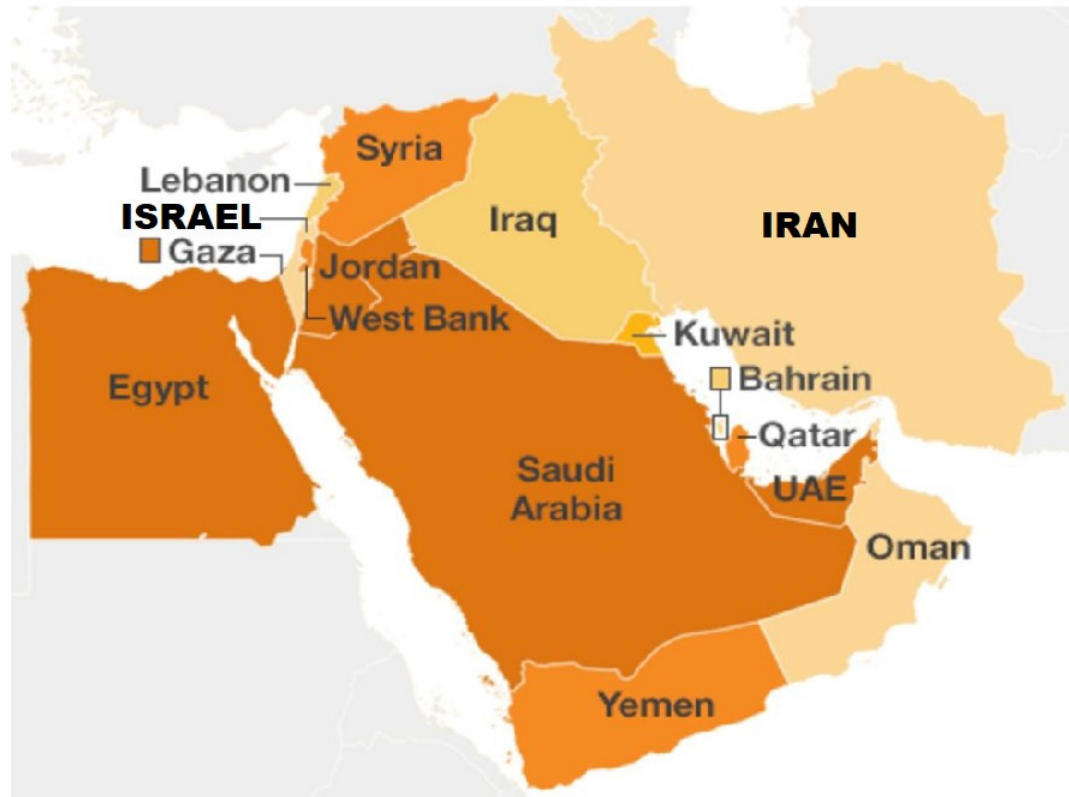 Syria
Lebanon
ISRAEL
Iraq
IRAN
Gaza
Jordan
West Bank
Kuwait
Egypt
Bahrain
Qatar
Saudi
Arabia
UAE
Oman
Yemen